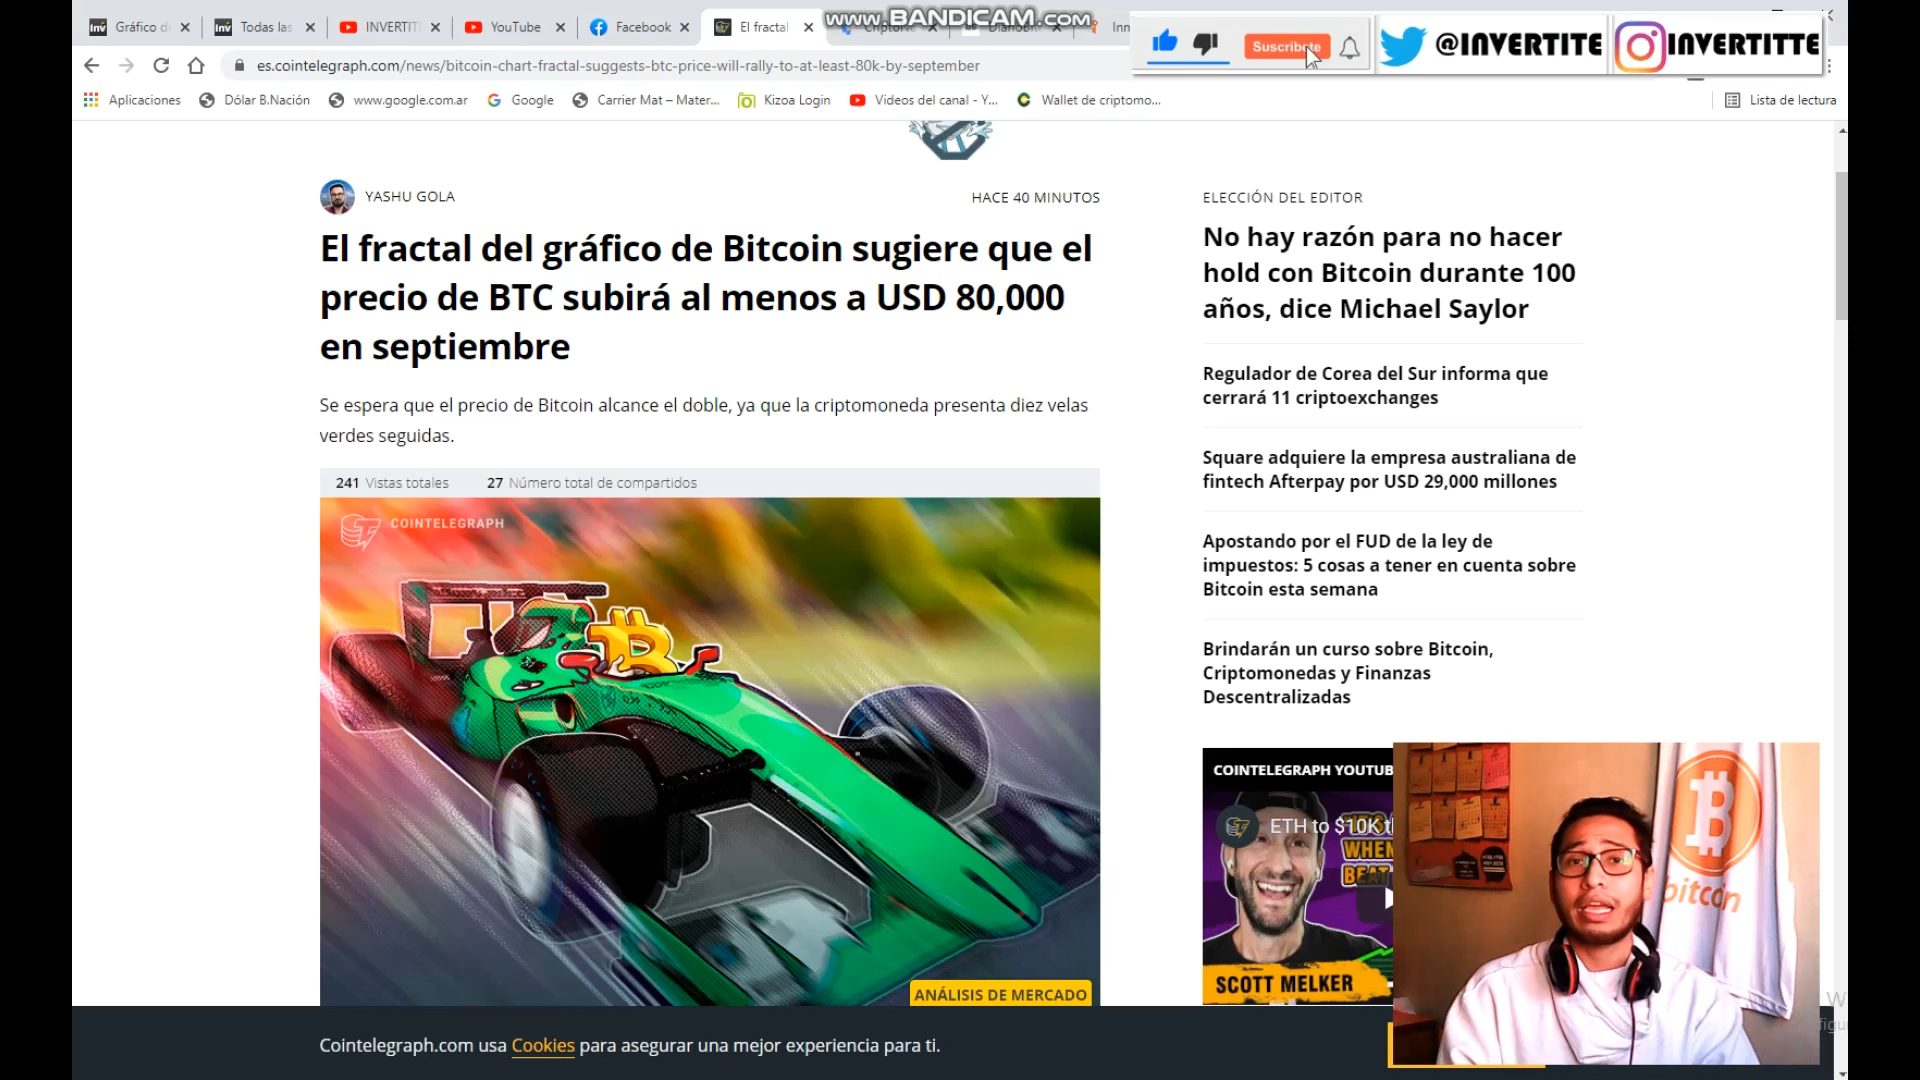 Gráfico d
Todas las
INVERTIT
YouTube
Facebook
El fractal
www.BANDICAM.com
Inn
Suscribete
@INVERTITE
INVERTITTE
es.cointelegraph.com/news/bitcoin-chart-fractal-suggests-btc-price-will-rally-to-at-least-80k-by-september
Aplicaciones
Dólar B.Nación
www.google.com.ar
Google
Carrier Mat – Mater...
Kizoa Login
Videos del canal - Y...
Wallet de criptomo...
Lista de lectura
YASHU GOLA
HACE 40 MINUTOS
El fractal del gráfico de Bitcoin sugiere que el
precio de BTC subirá al menos a USD 80,000
en septiembre
Se espera que el precio de Bitcoin alcance el doble, ya que la criptomoneda presenta diez velas
verdes seguidas.
241 Vistas totales 27 Número total de compartidos
COINTELEGRAPH
ANÁLISIS DE MERCADO
ELECCIÓN DEL EDITOR
No hay razón para no hacer
hold con Bitcoin durante 100
años, dice Michael Saylor
Regulador de Corea del Sur informa que
cerrará 11 criptoexchanges
Square adquiere la empresa australiana de
fintech Afterpay por USD 29,000 millones
Apostando por el FUD de la ley de
impuestos: 5 cosas a tener en cuenta sobre
Bitcoin esta semana
Brindarán un curso sobre Bitcoin,
Criptomonedas y Finanzas
Descentralizadas
COINTELEGRAPH YOUTUB
ETH to $10K
WHEN
BEAT
SCOTT MELKER
bitcoin
Cointelegraph.com usa Cookies para asegurar una mejor experiencia para ti.